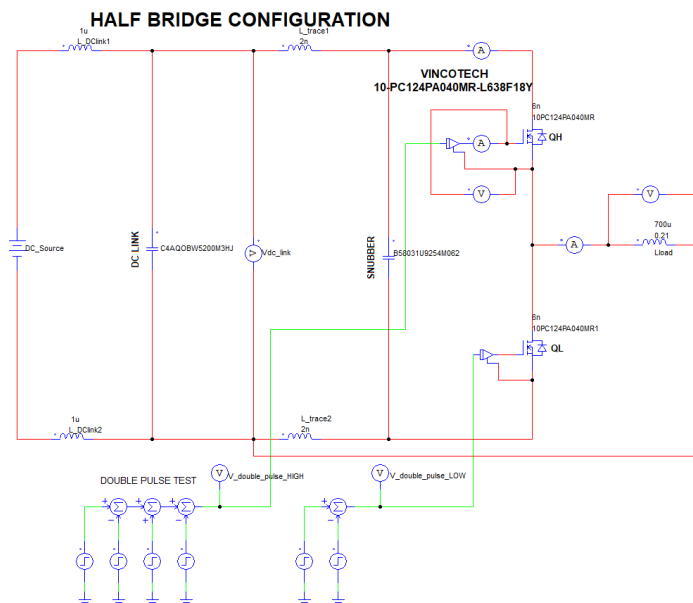 HALF BRIDGE CONFIGURATION
1u
L_DClink1
L_trace1
2n
A
VINCOTECH
10-PC124PA040MR-L638F18Y
6n
10PC124PA040MR
A
QH
V
V
DC_Source
DC LINK
C4AQOBW5200M3HJ
V
Vdc_link
SNUBBER
B58031U9254M062
A
700u
0.21
Lload
6n
10PC124PA040MR1
QL
1u
L_DClink2
L_trace2
2n
DOUBLE PULSE TEST
V
V_double_pulse_HIGH
V
V_double_pulse_LOW
+ Σ + Σ + Σ + Σ
- + - -